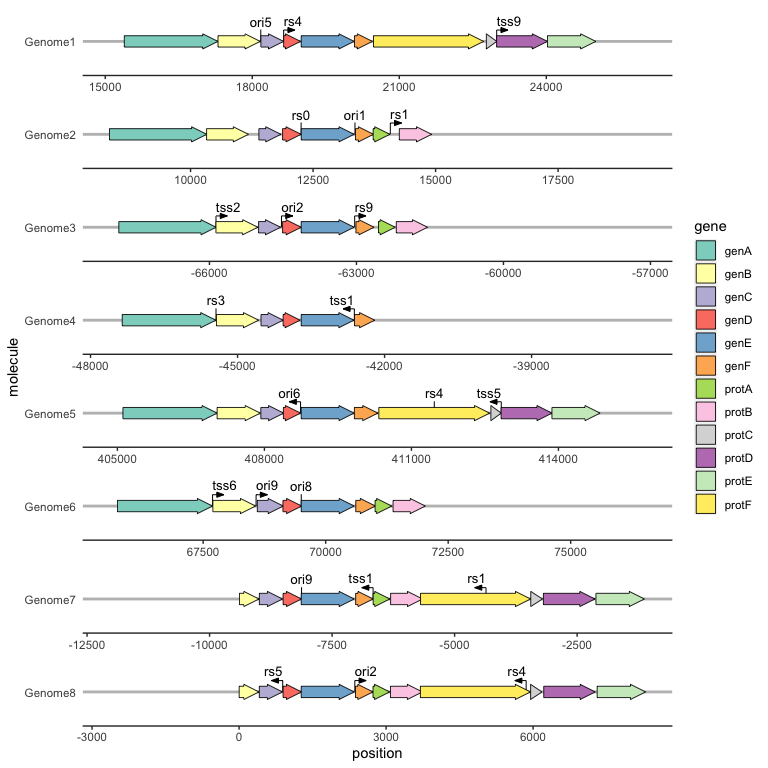 ori5 rs4 tss9
Genome1
15000 18000 21000 24000
rs0 ori1 rs1
Genome2
10000 12500 15000 17500
tss2 ori2 rs9
Genome3
-66000 -63000 -60000 -57000
rs3 tss1
Genome4
-48000 -45000 -42000 -39000
ori6 rs4 tss5
Genome5
405000 408000 411000 414000
tss6 ori9 ori8
Genome6
67500 70000 72500 75000
ori9 tss1 rs1
Genome7
-12500 -10000 -7500 -5000 -2500
rs5 ori2 rs4
Genome8
-3000 0 3000 6000
position
molecule
gene
genA
genB
genC
genD
genE
genF
protA
protB
protC
protD
protE
protF